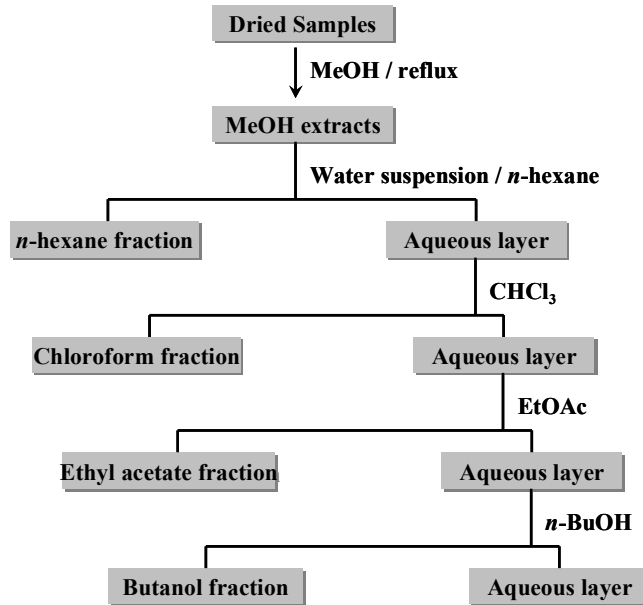 Dried Samples
MeOH / reflux
MeOH extracts
Water suspension / n-hexane
n-hexane fraction
Aqueous layer
CHCl₃
Chloroform fraction
Aqueous layer
EtOAc
Ethyl acetate fraction
Aqueous layer
n-BuOH
Butanol fraction
Aqueous layer